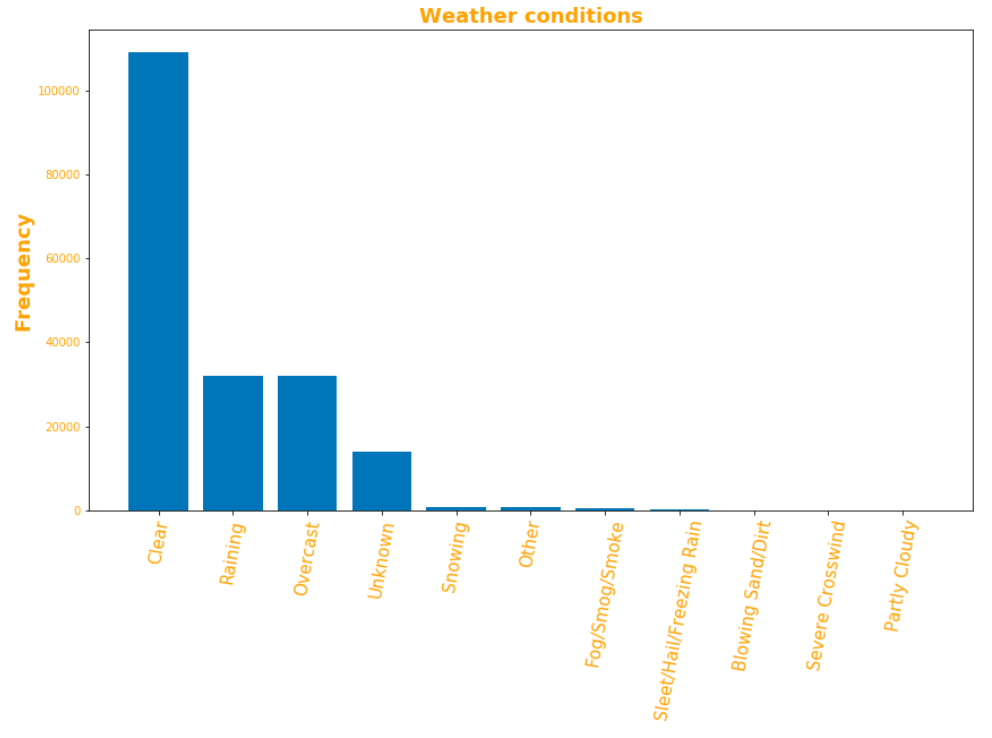 Weather conditions
Frequency
100000
80000
60000
40000
20000
0
Clear
Raining
Overcast
Unknown
Snowing
Other
Fog/Smog/Smoke
Sleet/Hail/Freezing Rain
Blowing Sand/Dirt
Severe Crosswind
Partly Cloudy